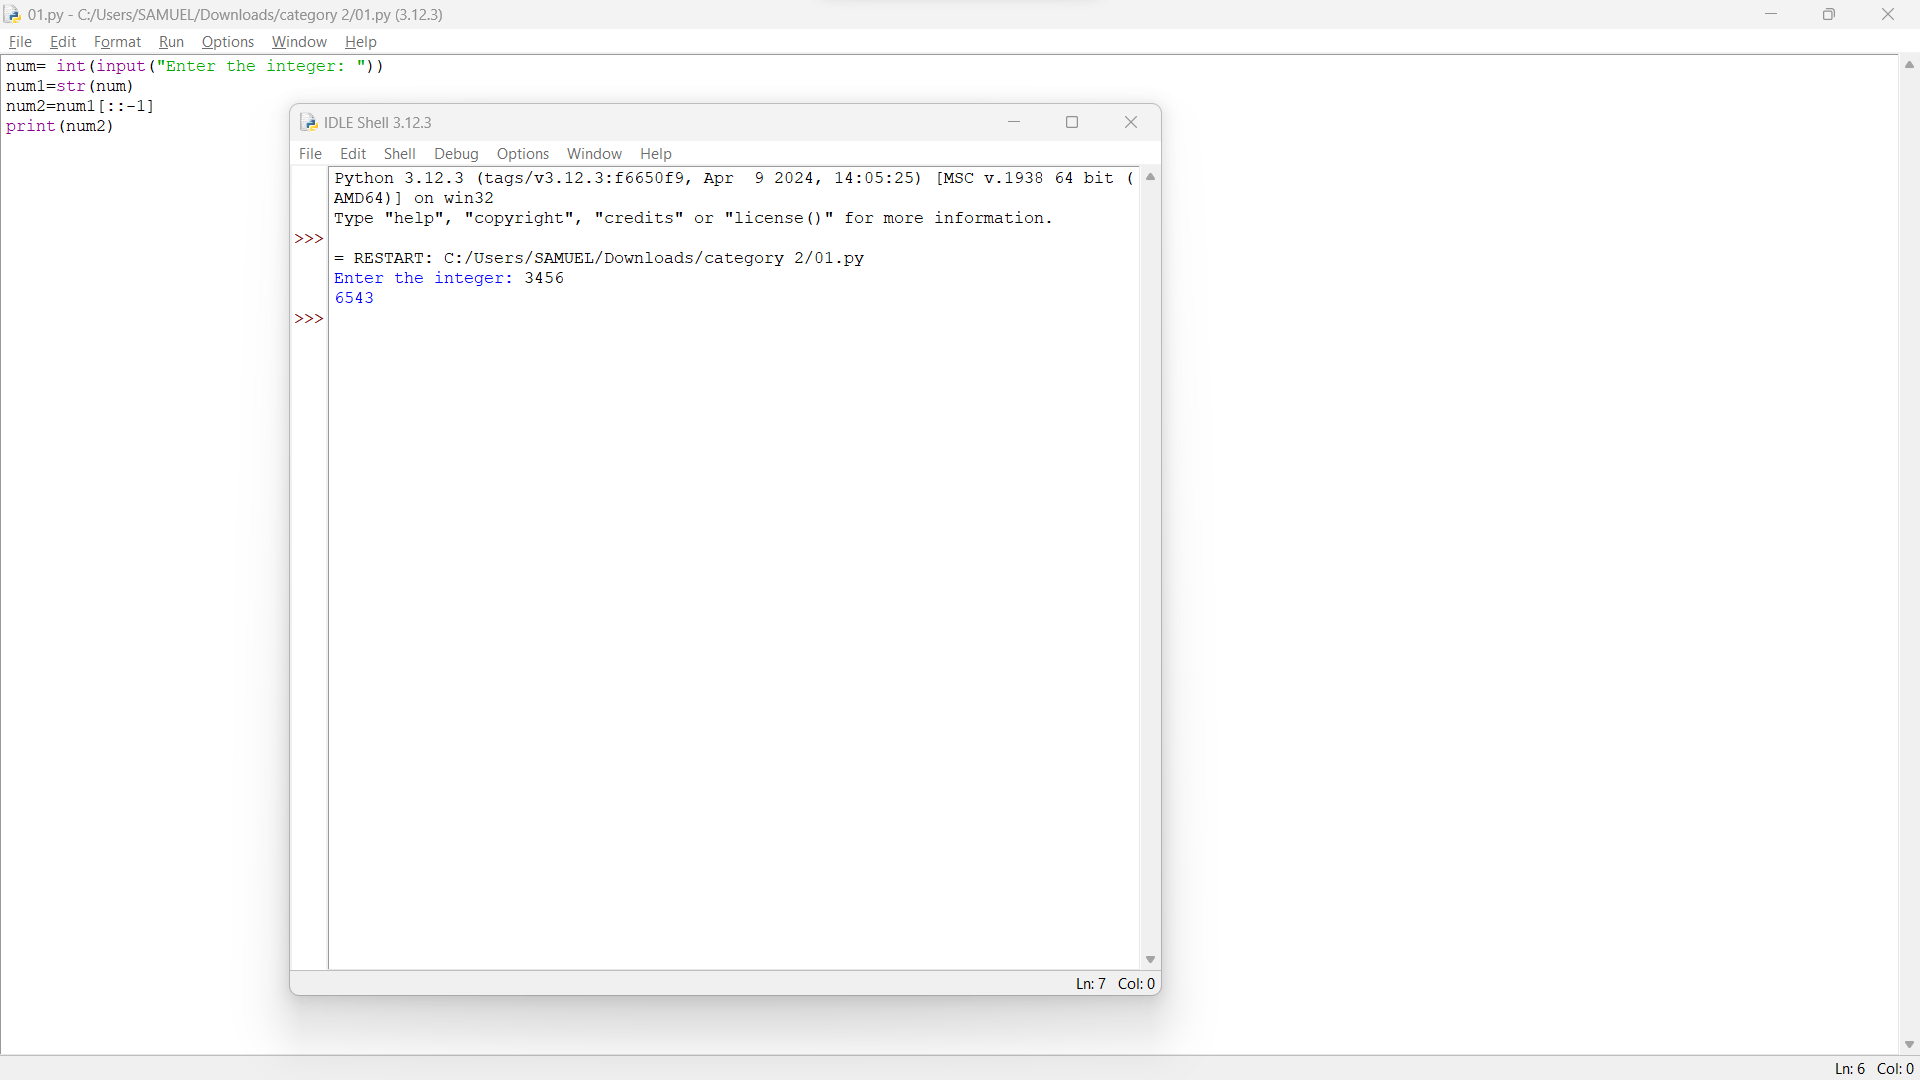 01.py - C:/Users/SAMUEL/Downloads/category 2/01.py (3.12.3)
File Edit Format Run Options Window Help
num= int(input("Enter the integer: "))
num1=str(num)
num2=num1[::-1]
print(num2)
IDLE Shell 3.12.3
File Edit Shell Debug Options Window Help
Python 3.12.3 (tags/v3.12.3:f6650f9, Apr  9 2024, 14:05:25) [MSC v.1938 64 bit (
AMD64)] on win32
Type "help", "copyright", "credits" or "license()" for more information.
>>>
= RESTART: C:/Users/SAMUEL/Downloads/category 2/01.py
Enter the integer: 3456
6543
>>>
Ln: 7 Col: 0
Ln: 6 Col: 0